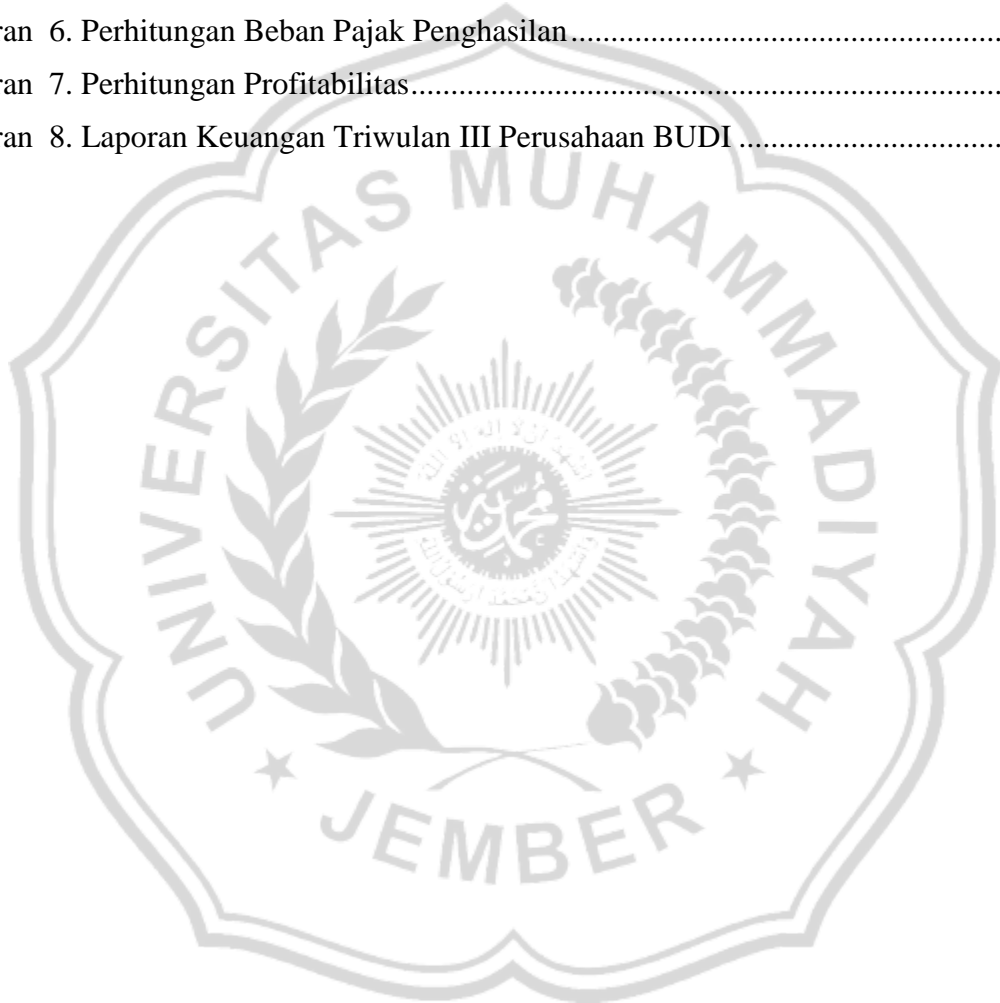 ran 6. Perhitungan Beban Pajak Penghasilan..........................................................
ran 7. Perhitungan Profitabilitas..............................................................................
ran 8. Laporan Keuangan Triwulan III Perusahaan BUDI ....................................
UNIVERSITAS MUHAMMADIYAH
JEMBER